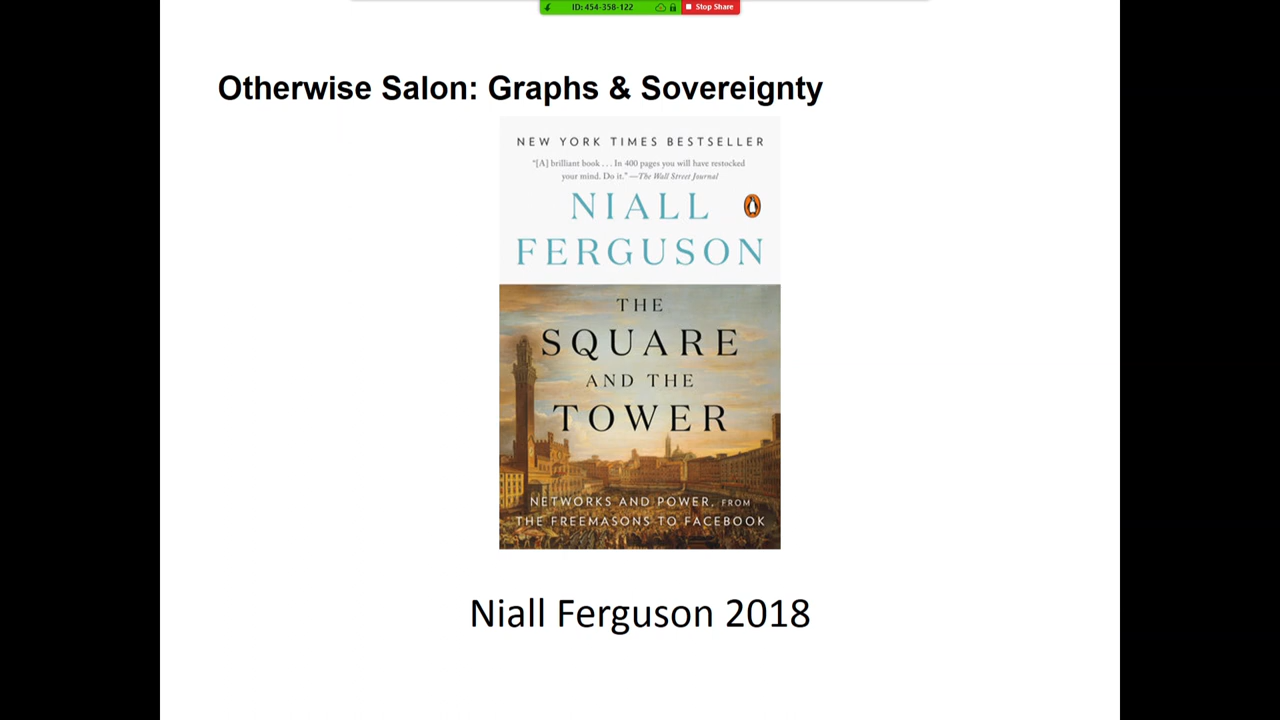 ID: 454-358-122 Stop Share
Otherwise Salon: Graphs & Sovereignty
NEW YORK TIMES BESTSELLER
“[A] brilliant book . . . In 400 pages you will have restocked
your mind. Do it.” —The Wall Street Journal
NIALL
FERGUSON
THE
SQUARE
AND THE
TOWER
NETWORKS AND POWER, FROM
THE FREEMASONS TO FACEBOOK
Niall Ferguson 2018